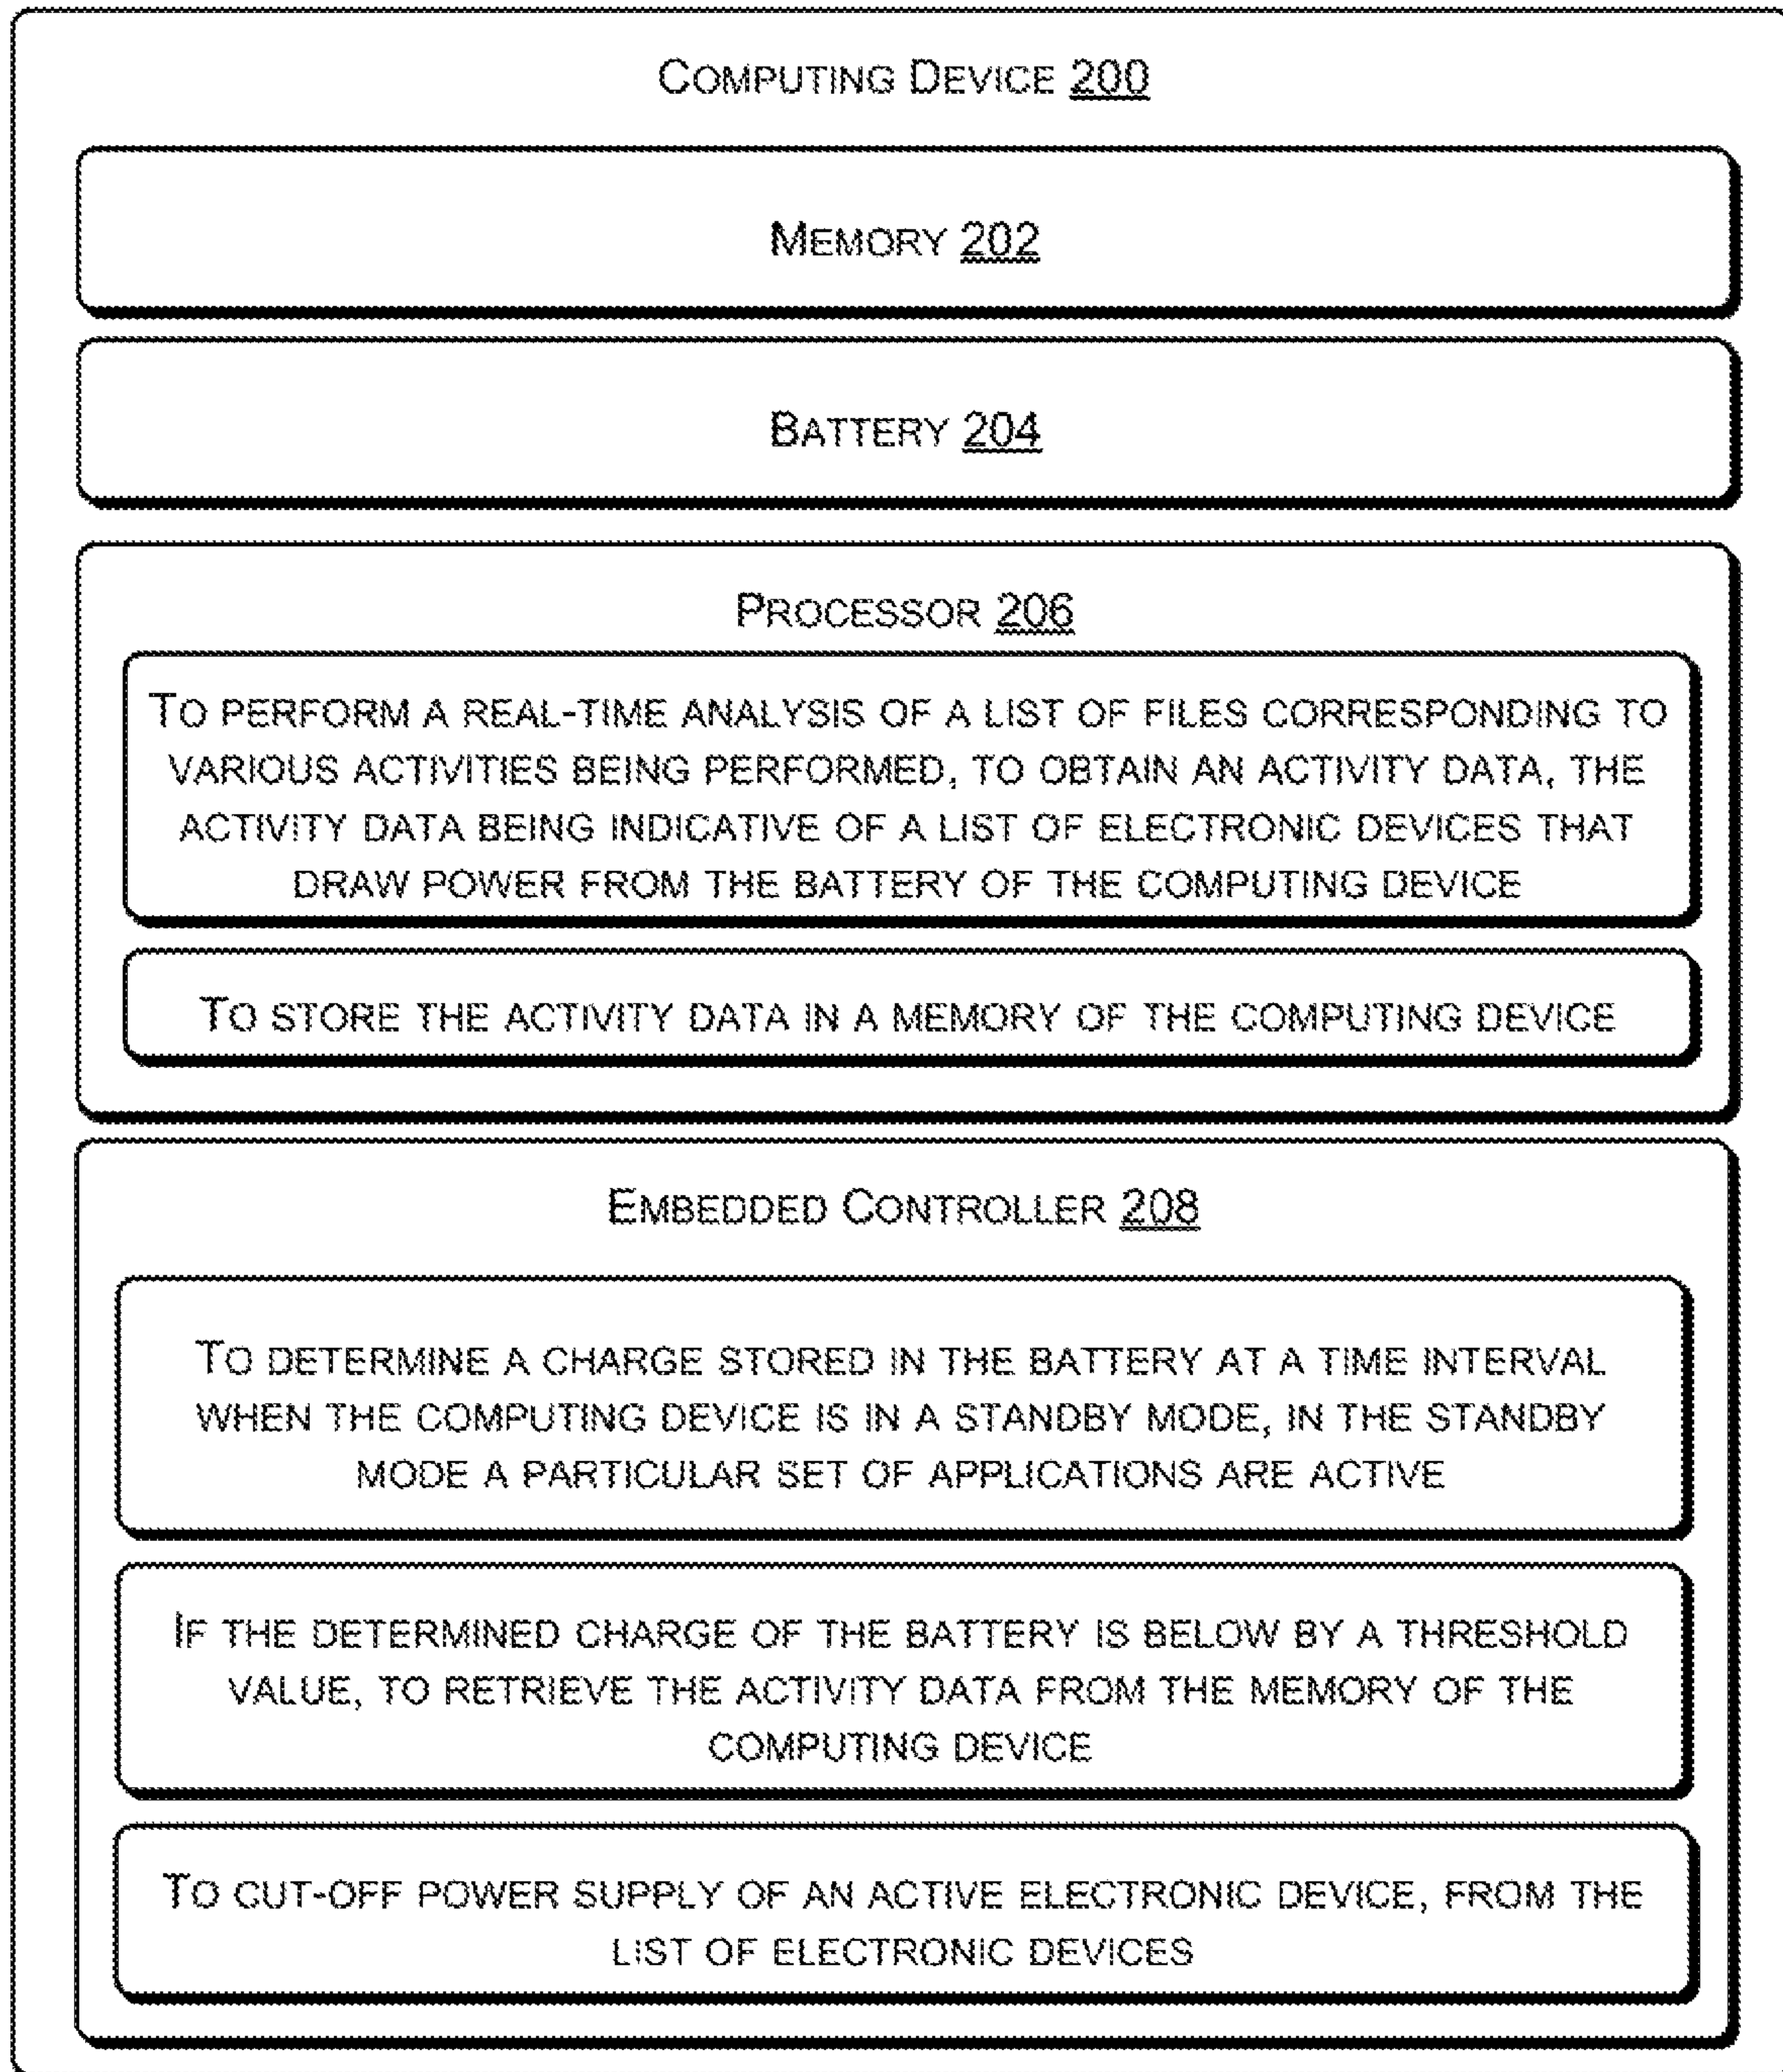 COMPUTING DEVICE 200
MEMORY 202
BATTERY 204
PROCESSOR 206
TO PERFORM A REAL-TIME ANALYSIS OF A LIST OF FILES CORRESPONDING TO
VARIOUS ACTIVITIES BEING PERFORMED, TO OBTAIN AN ACTIVITY DATA, THE
ACTIVITY DATA BEING INDICATIVE OF A LIST OF ELECTRONIC DEVICES THAT
DRAW POWER FROM THE BATTERY OF THE COMPUTING DEVICE
TO STORE THE ACTIVITY DATA IN A MEMORY OF THE COMPUTING DEVICE
EMBEDDED CONTROLLER 208
TO DETERMINE A CHARGE STORED IN THE BATTERY AT A TIME INTERVAL
WHEN THE COMPUTING DEVICE IS IN A STANDBY MODE, IN THE STANDBY
MODE A PARTICULAR SET OF APPLICATIONS ARE ACTIVE
IF THE DETERMINED CHARGE OF THE BATTERY IS BELOW BY A THRESHOLD
VALUE, TO RETRIEVE THE ACTIVITY DATA FROM THE MEMORY OF THE
COMPUTING DEVICE
TO CUT-OFF POWER SUPPLY OF AN ACTIVE ELECTRONIC DEVICE, FROM THE
LIST OF ELECTRONIC DEVICES